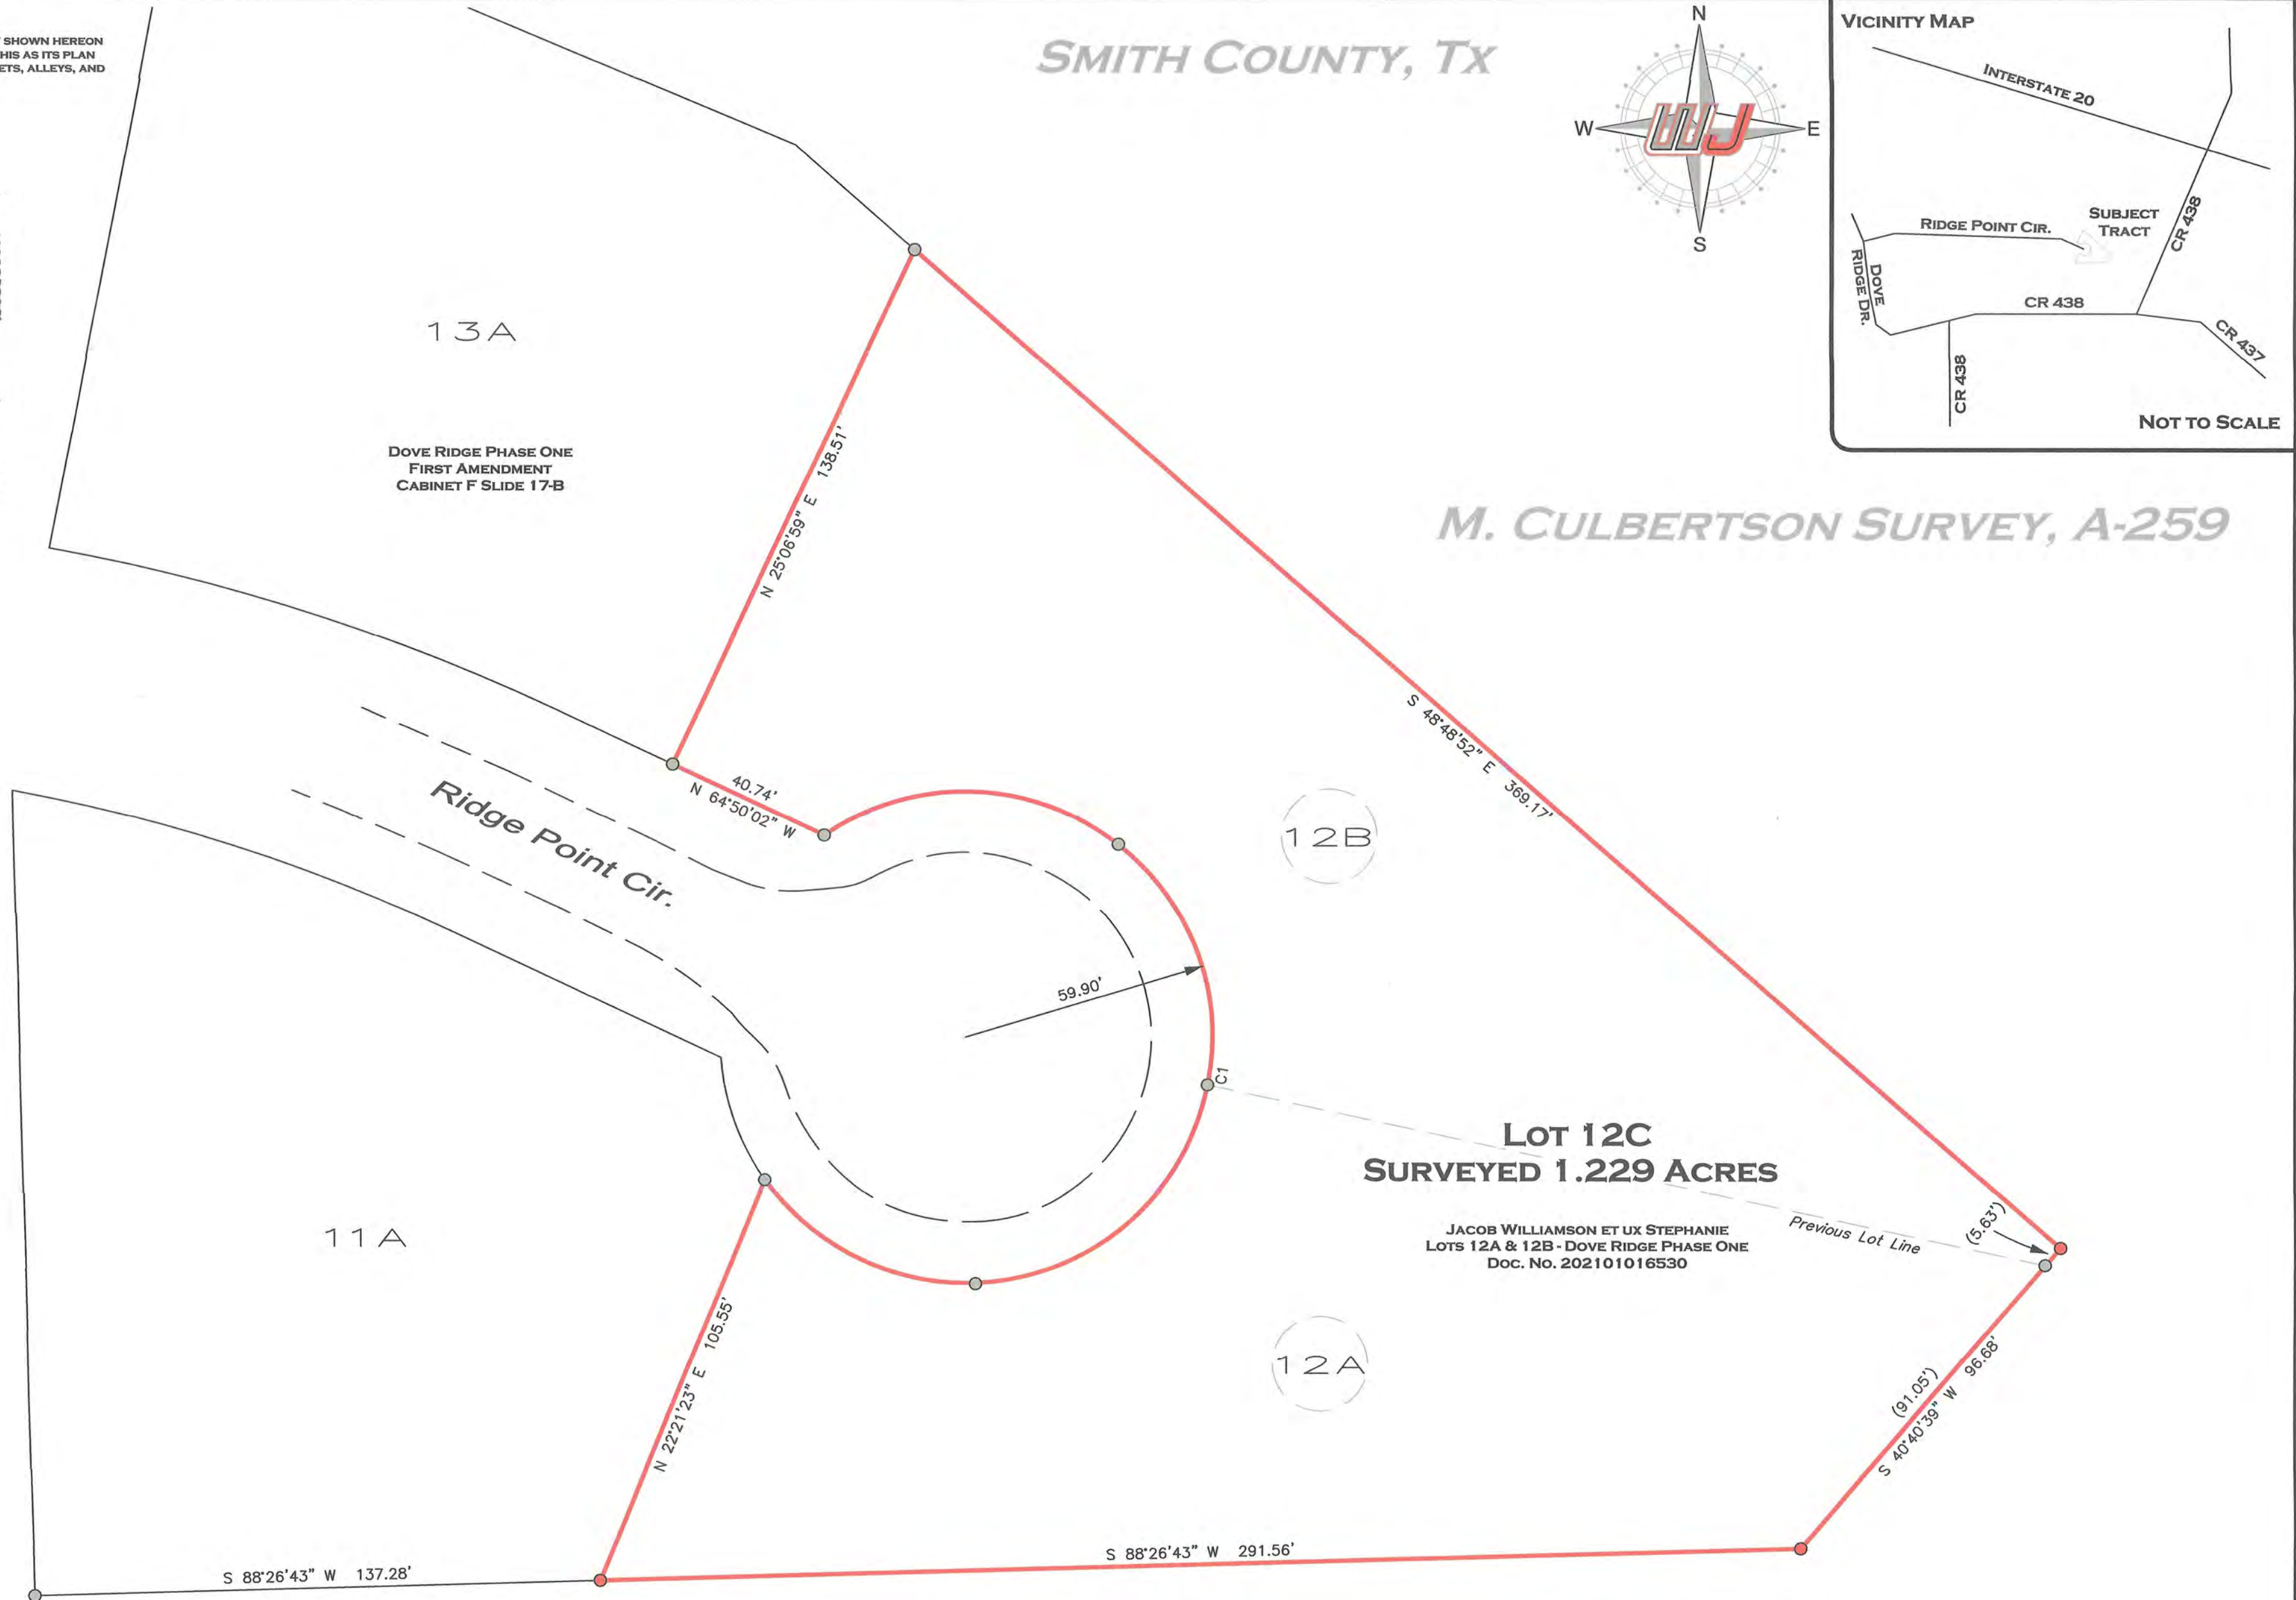 SHOWN HEREON
HIS AS ITS PLAN
ETS, ALLEYS, AND
SMITH COUNTY, TX
N
W
E
S
WJ
VICINITY MAP
INTERSTATE 20
CR 438
SUBJECT
TRACT
RIDGE POINT CIR.
DOVE
RIDGE DR.
CR 438
CR 438
CR 437
NOT TO SCALE
M. CULBERTSON SURVEY, A-259
13A
DOVE RIDGE PHASE ONE
FIRST AMENDMENT
CABINET F SLIDE 17-B
N 25°06'59" E 138.51'
S 48°48'52" E 369.17'
40.74'
N 64°50'02" W
Ridge Point Cir.
12B
59.90'
C1
LOT 12C
SURVEYED 1.229 ACRES
JACOB WILLIAMSON ET UX STEPHANIE
LOTS 12A & 12B - DOVE RIDGE PHASE ONE
DOC. NO. 202101016530
Previous Lot Line
(5.63')
11A
N 22°21'23" E 105.55'
12A
(91.05')
S 40°40'39" W 96.68'
S 88°26'43" W 137.28'
S 88°26'43" W 291.56'